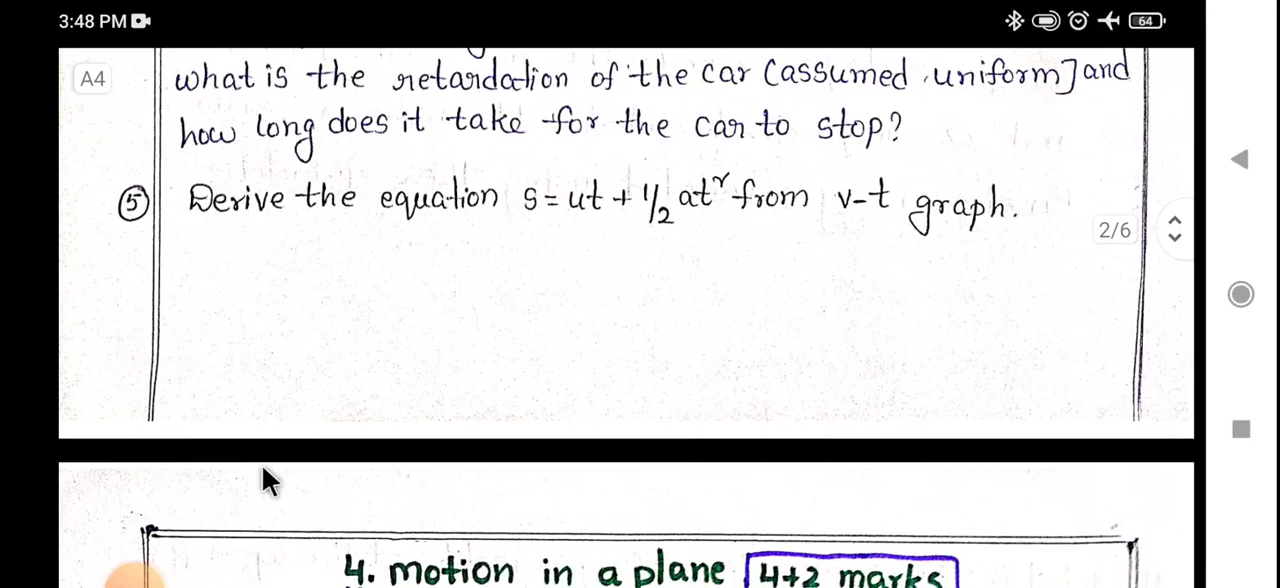 3:48 PM
64
A4
what is the retardation of the car (assumed uniform] and
how long does it take for the car to stop?
⑤ Derive the equation s = ut + 1/2 at² from v-t graph.
2/6
4. motion in a plane 4+2 marks